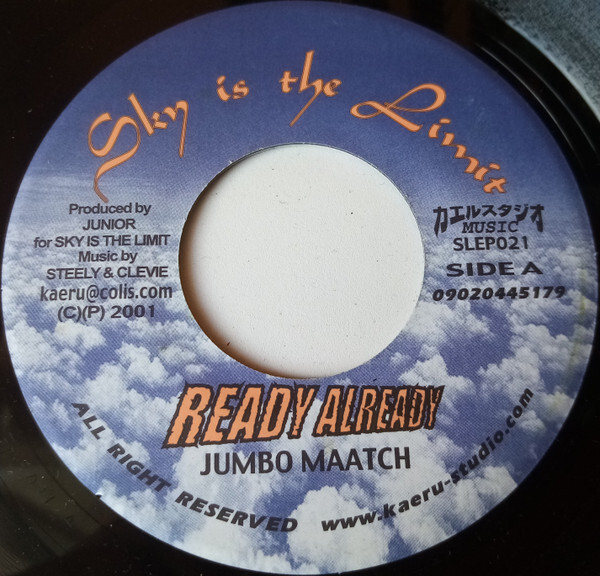 Sky is the Limit
Produced by
JUNIOR
for SKY IS THE LIMIT
Music by
STEELY & CLEVIE
kaeru@colis.com
(C)(P) 2001
カエルスタジオ
MUSIC
SLEP021
SIDE A
09020445179
READY ALREADY
JUMBO MAATCH
ALL RIGHT RESERVED www.kaeru-studio.com